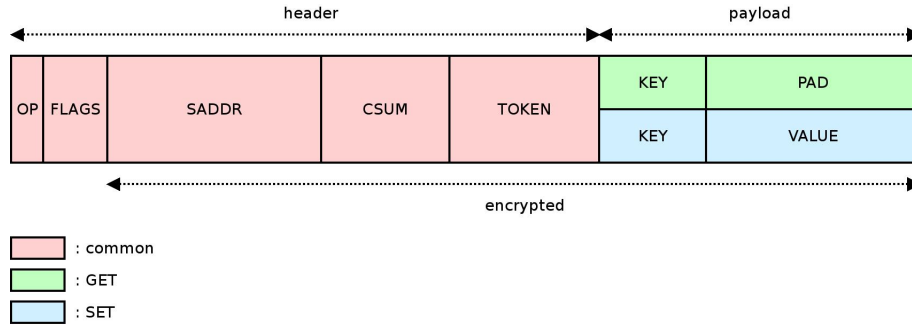 header payload
OP FLAGS SADDR CSUM TOKEN KEY PAD
KEY VALUE
encrypted
: common
: GET
: SET